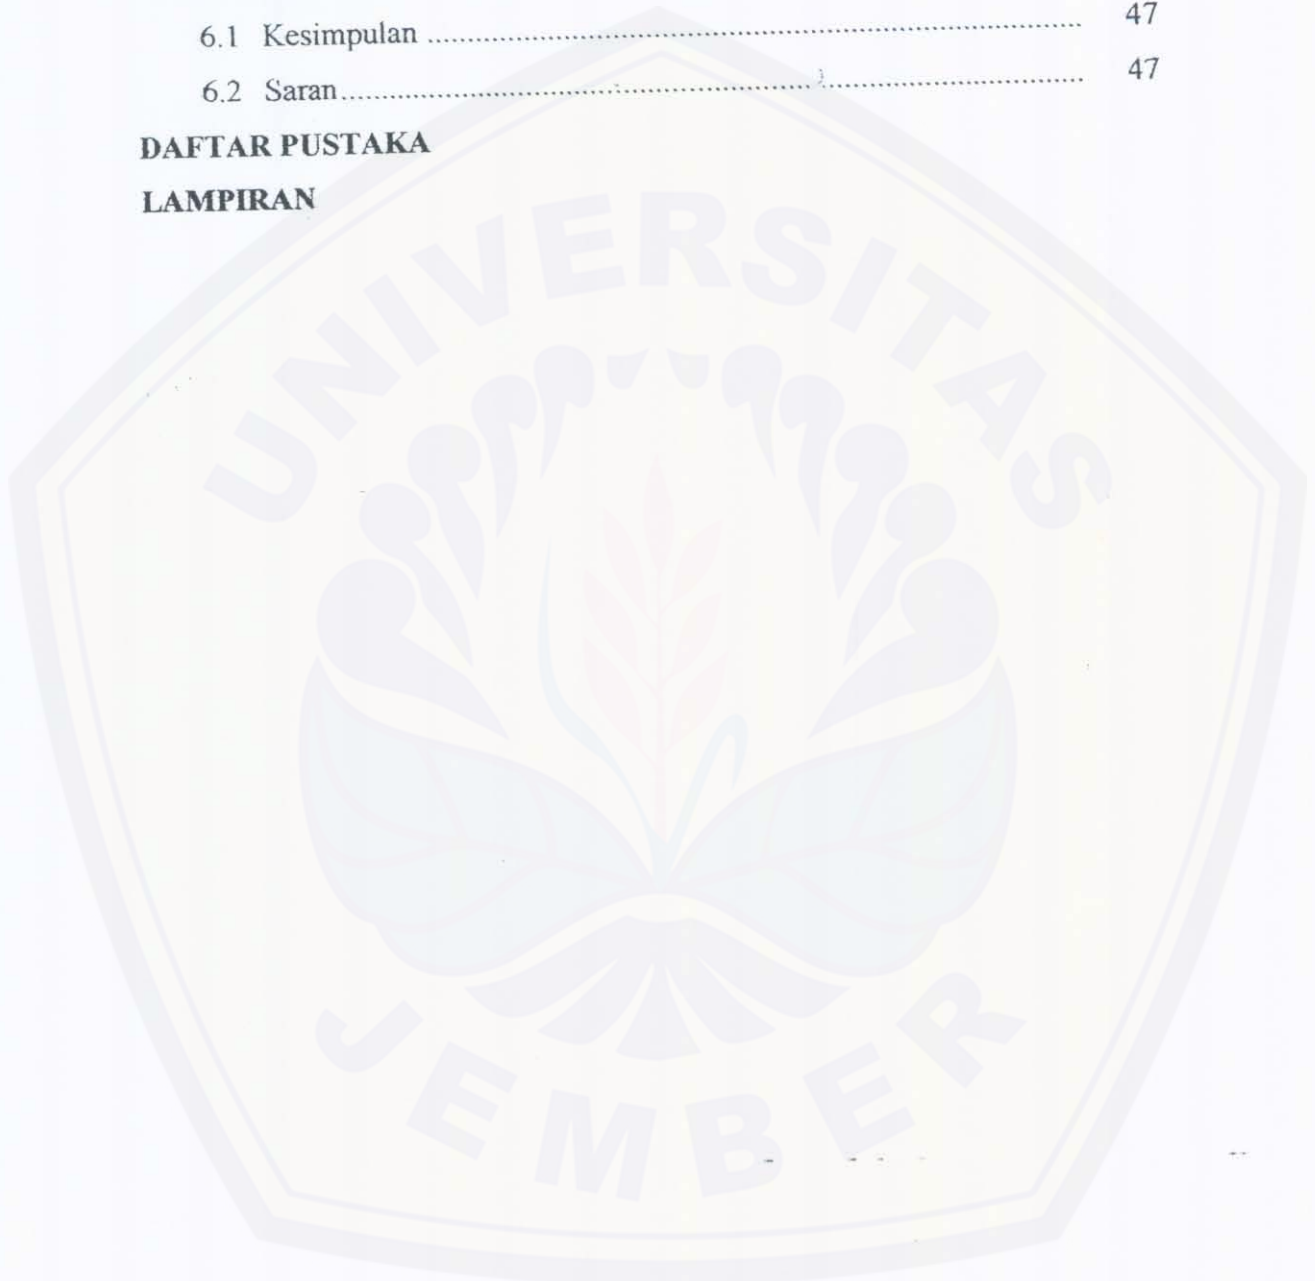 6.1 Kesimpulan ........................................................................................ 47
6.2 Saran.................................................................................................... 47
DAFTAR PUSTAKA
LAMPIRAN
UNIVERSITAS
JEMBER